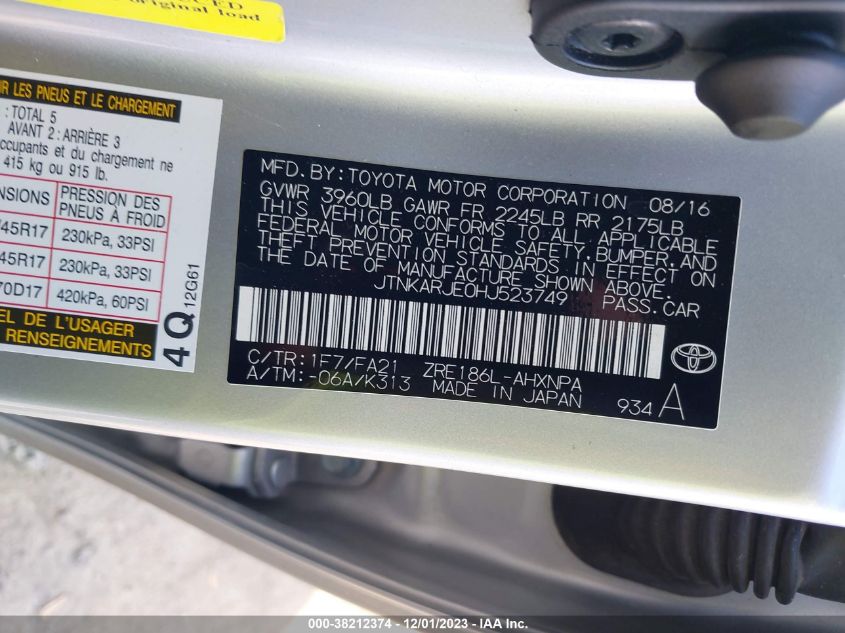 original load
UR LES PNEUS ET LE CHARGEMENT
: TOTAL 5
AVANT 2 : ARRIÈRE 3
occupants et du chargement ne
415 kg ou 915 lb.
ENSIONS PRESSION DES PNEUS À FROID
45R17 230kPa, 33PSI
45R17 230kPa, 33PSI
70D17 420kPa, 60PSI
EL DE L'USAGER
RENSEIGNEMENTS
4Q 12G61
MFD. BY: TOYOTA MOTOR CORPORATION 08/16
GVWR 3960LB GAWR FR 2245LB RR 2175LB
THIS VEHICLE CONFORMS TO ALL APPLICABLE
FEDERAL MOTOR VEHICLE SAFETY, BUMPER, AND
THEFT PREVENTION STANDARDS IN EFFECT ON
THE DATE OF MANUFACTURE SHOWN ABOVE.
JTNKARJE0HJ523749 PASS.CAR
C/TR: 1F7/FA21 ZRE186L-AHXNPA
A/TM: -06A/K313 MADE IN JAPAN
934 A
000-38212374 - 12/01/2023 - IAA Inc.